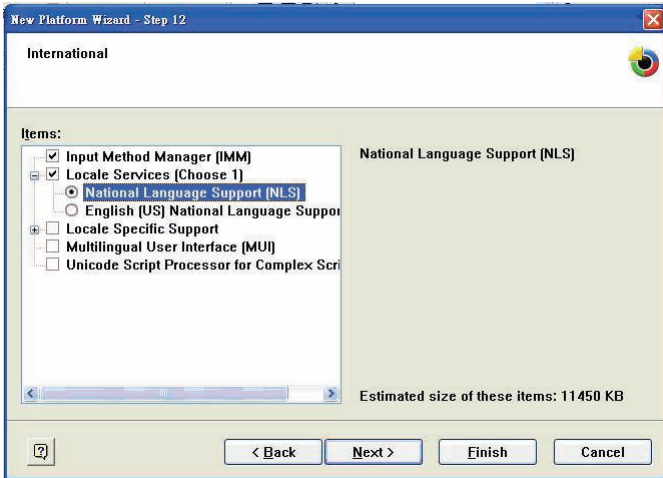 New Platform Wizard - Step 12
International
Items:
Input Method Manager (IMM)
National Language Support (NLS)
Locale Services (Choose 1)
National Language Support (NLS)
English (US) National Language Suppor
Locale Specific Support
Multilingual User Interface (MUI)
Unicode Script Processor for Complex Scri
Estimated size of these items: 11450 KB
< Back
Next >
Finish
Cancel